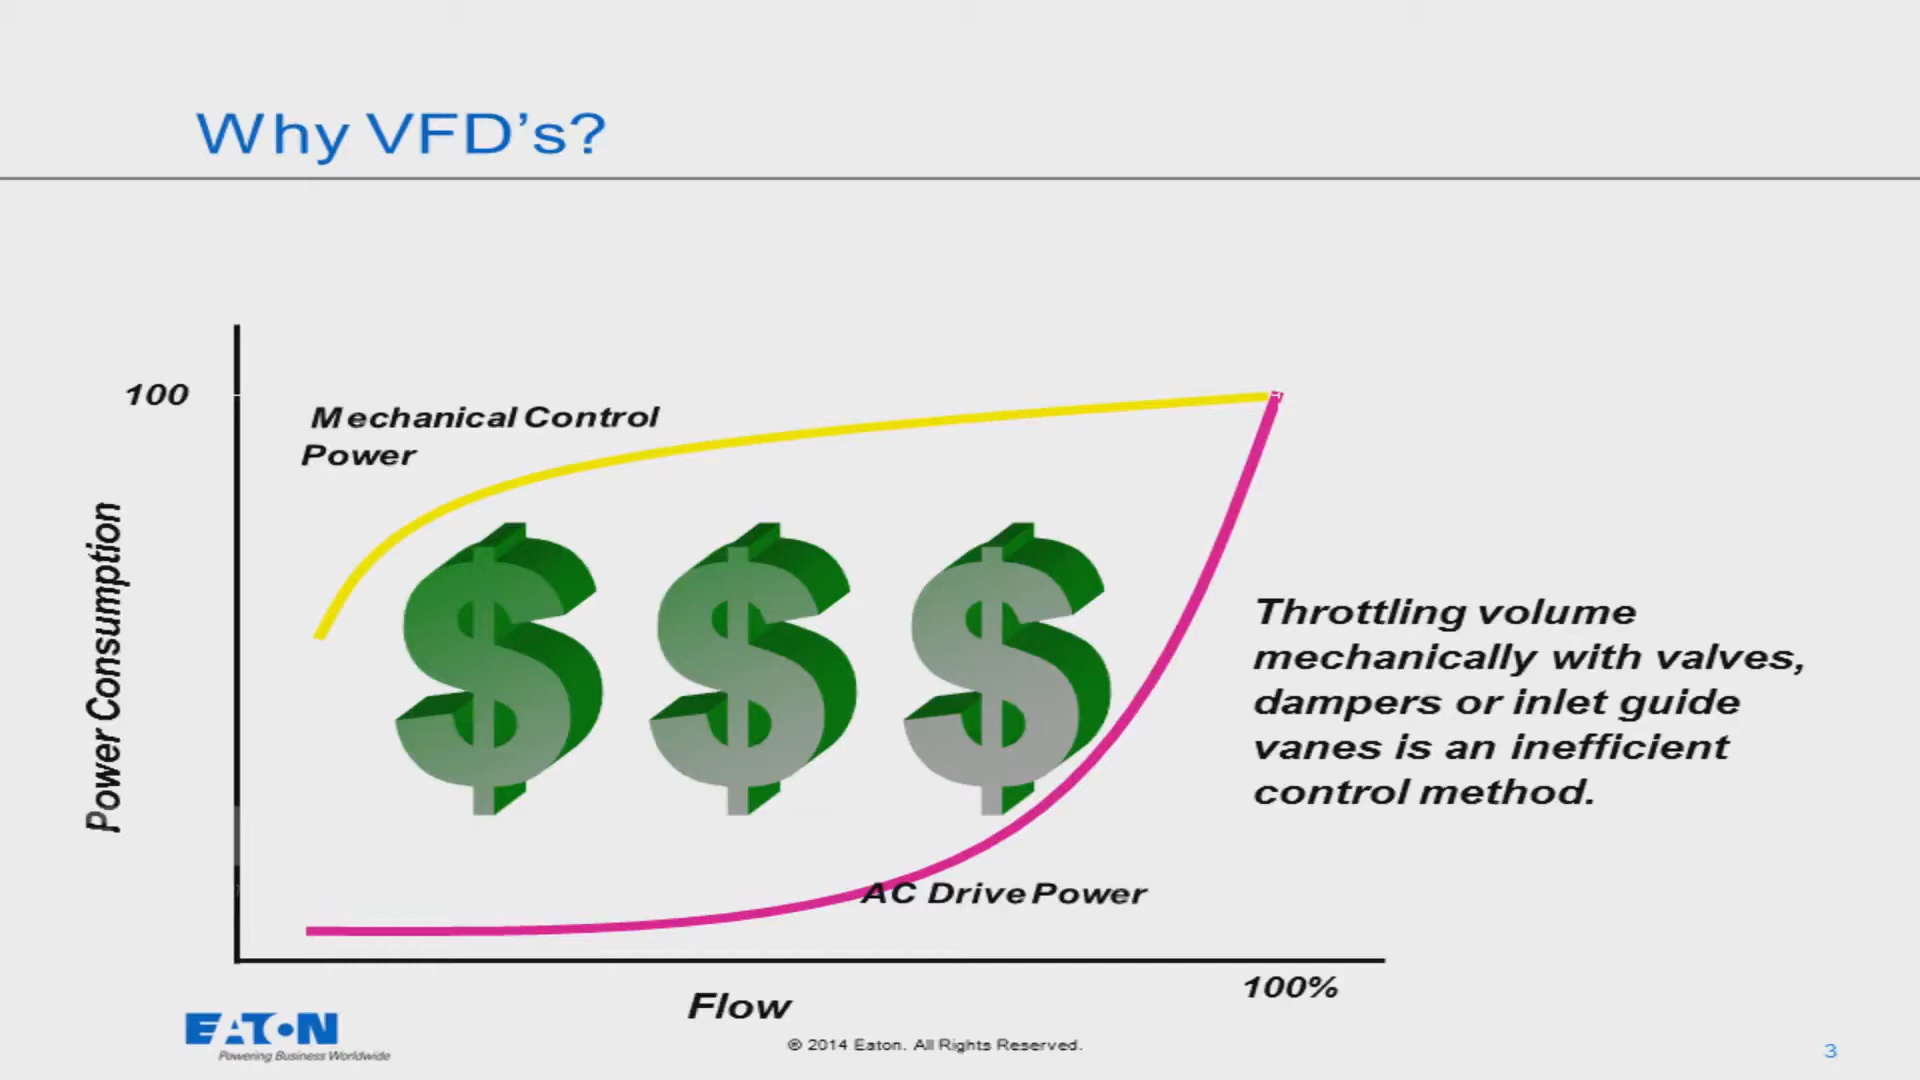 Why VFD's?
100
Mechanical Control
Power
Power Consumption
$ $ $
Throttling volume
mechanically with valves,
dampers or inlet guide
vanes is an inefficient
control method.
AC Drive Power
100%
Flow
EATON
Powering Business Worldwide
® 2014 Eaton. All Rights Reserved.
3